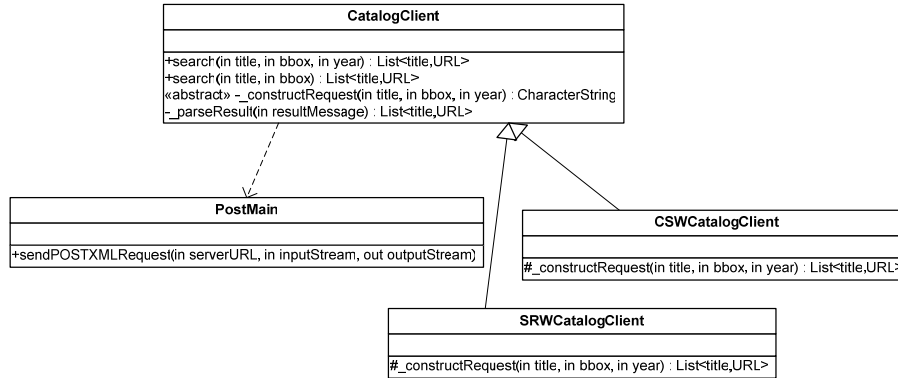 CatalogClient
+search(in title, in bbox, in year) : List<title,URL>
+search(in title, in bbox) : List<title,URL>
«abstract» -_constructRequest(in title, in bbox, in year) : CharacterString
-_parseResult(in resultMessage) : List<title,URL>
PostMain
+sendPOSTXMLRequest(in serverURL, in inputStream, out outputStream)
CSWCatalogClient
#_constructRequest(in title, in bbox, in year) : List<title,URL>
SRWCatalogClient
#_constructRequest(in title, in bbox, in year) : List<title,URL>